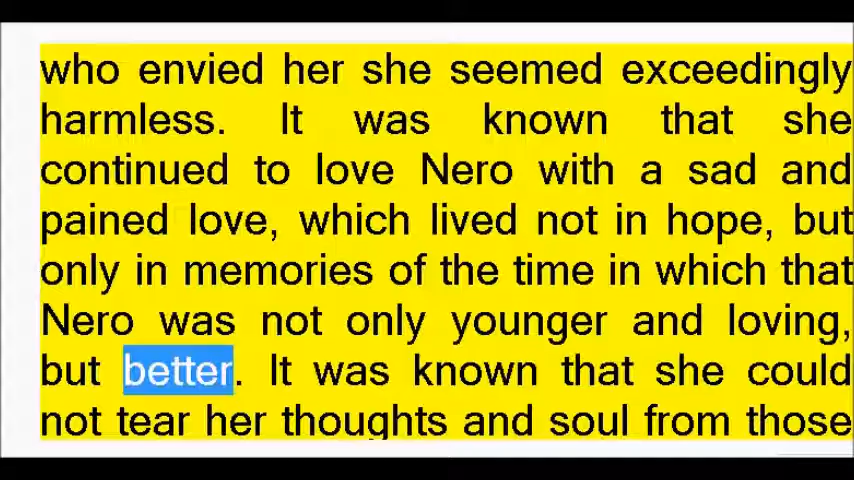 who envied her she seemed exceedingly
harmless. It was known that she
continued to love Nero with a sad and
pained love, which lived not in hope, but
only in memories of the time in which that
Nero was not only younger and loving,
but better. It was known that she could
not tear her thoughts and soul from those